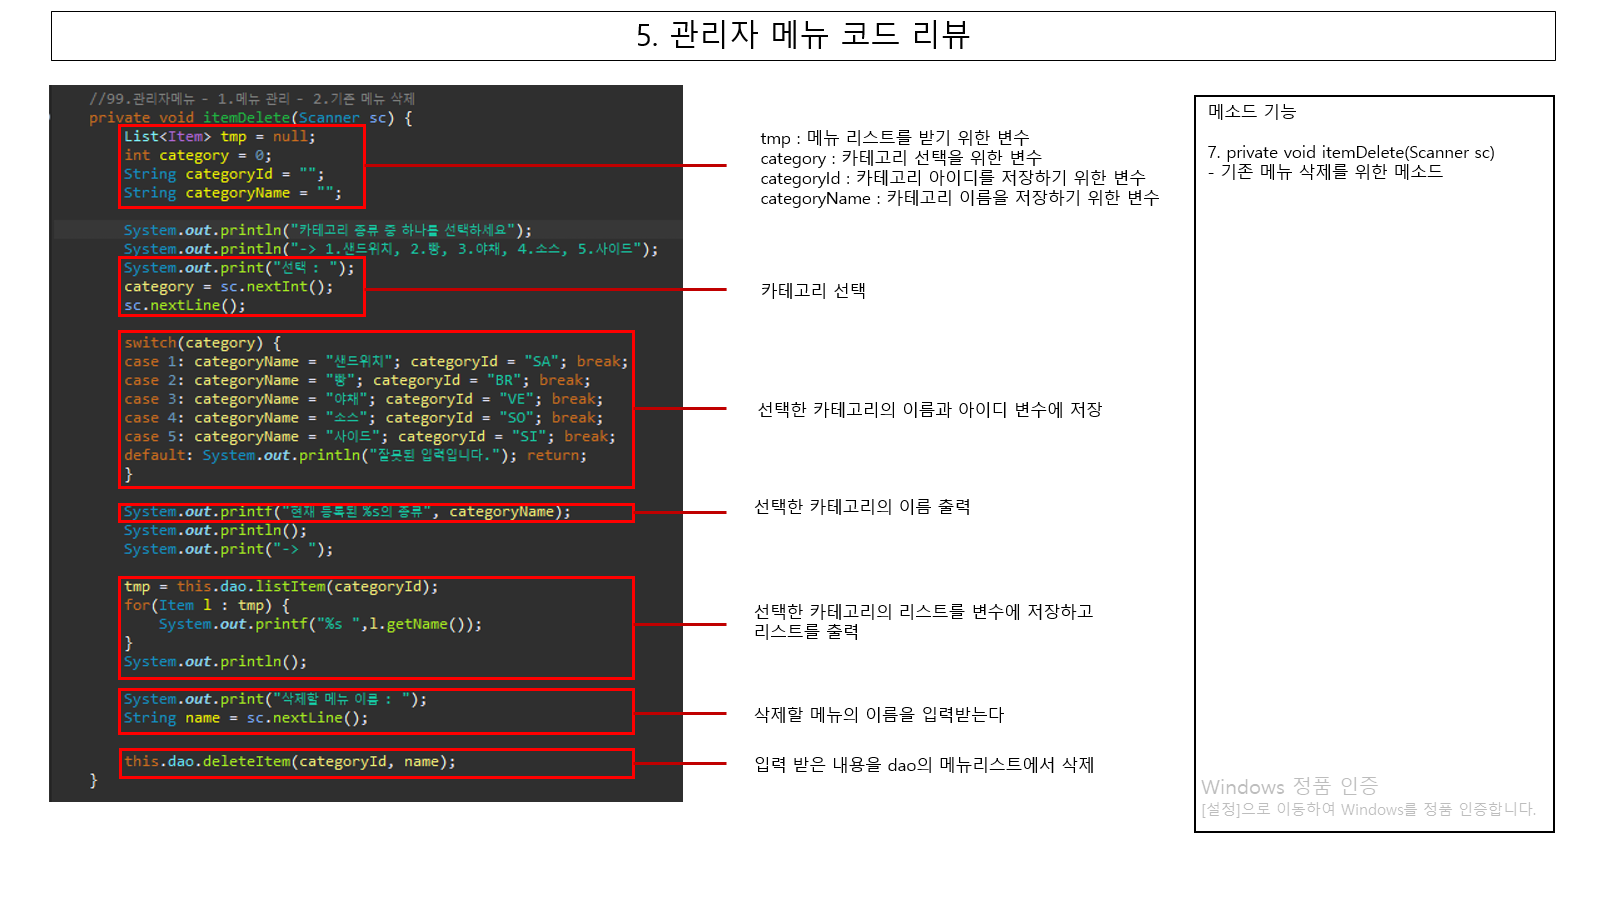 5. 관리자 메뉴 코드 리뷰
//99.관리자메뉴 - 1.메뉴 관리 - 2.기존 메뉴 삭제
private void itemDelete(Scanner sc) {
List<Item> tmp = null;
int category = 0;
String categoryId = "";
String categoryName = "";
System.out.println("카테고리 종류 중 하나를 선택하세요");
System.out.println("-> 1.샌드위치, 2.빵, 3.야채, 4.소스, 5.사이드");
System.out.print("선택 : ");
category = sc.nextInt();
sc.nextLine();
switch(category) {
case 1: categoryName = "샌드위치"; categoryId = "SA"; break;
case 2: categoryName = "빵"; categoryId = "BR"; break;
case 3: categoryName = "야채"; categoryId = "VE"; break;
case 4: categoryName = "소스"; categoryId = "SO"; break;
case 5: categoryName = "사이드"; categoryId = "SI"; break;
default: System.out.println("잘못된 입력입니다."); return;
}
System.out.printf("현재 등록된 %s의 종류", categoryName);
System.out.println();
System.out.print("-> ");
tmp = this.dao.listItem(categoryId);
for(Item l : tmp) {
System.out.printf("%s ",l.getName());
}
System.out.println();
System.out.print("삭제할 메뉴 이름 : ");
String name = sc.nextLine();
this.dao.deleteItem(categoryId, name);
}
tmp : 메뉴 리스트를 받기 위한 변수
category : 카테고리 선택을 위한 변수
categoryId : 카테고리 아이디를 저장하기 위한 변수
categoryName : 카테고리 이름을 저장하기 위한 변수
카테고리 선택
선택한 카테고리의 이름과 아이디 변수에 저장
선택한 카테고리의 이름 출력
선택한 카테고리의 리스트를 변수에 저장하고
리스트를 출력
삭제할 메뉴의 이름을 입력받는다
입력 받은 내용을 dao의 메뉴리스트에서 삭제
메소드 기능
7. private void itemDelete(Scanner sc)
- 기존 메뉴 삭제를 위한 메소드
Windows 정품 인증
[설정]으로 이동하여 Windows를 정품 인증합니다.